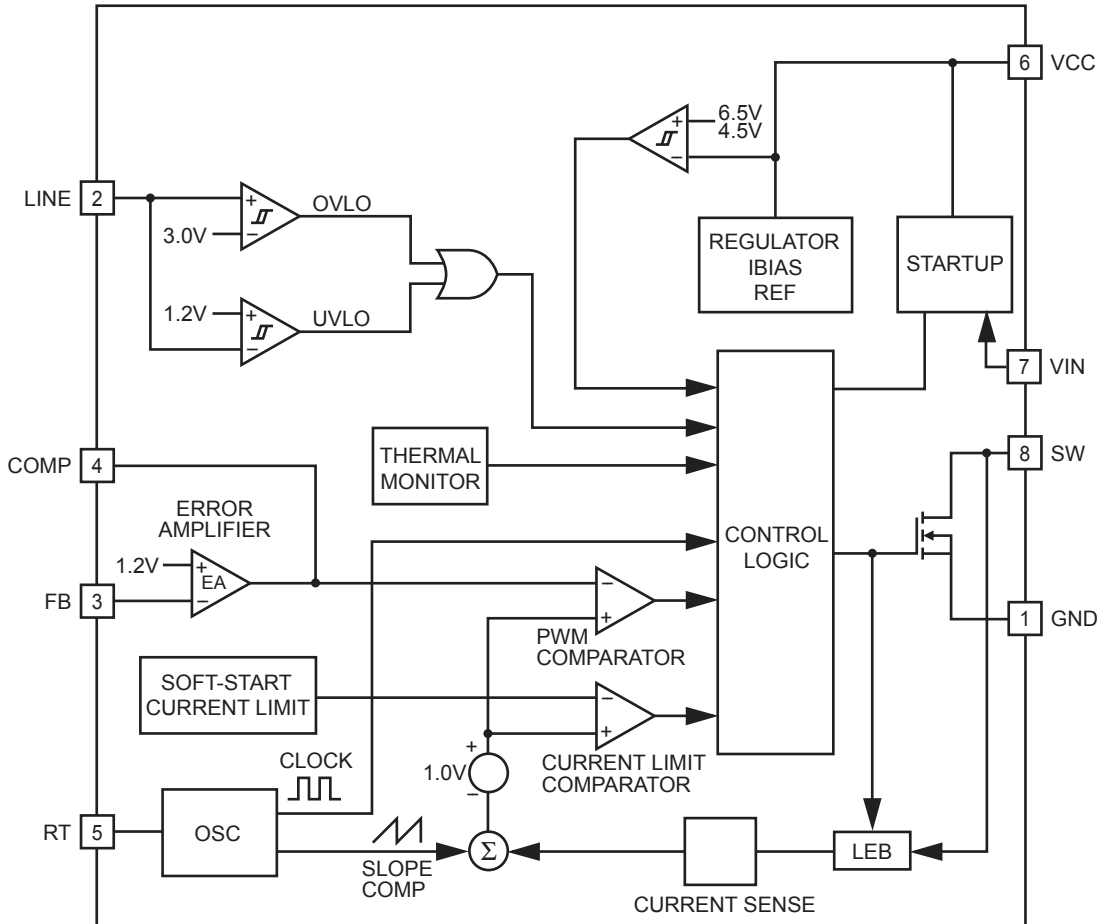 6 VCC
6.5V
4.5V
+
−
LINE 2
+
−
3.0V
OVLO
1.2V
+
−
UVLO
REGULATOR
IBIAS
REF
STARTUP
7 VIN
COMP 4
THERMAL
MONITOR
8 SW
ERROR
AMPLIFIER
1.2V
+
EA
−
FB 3
CONTROL
LOGIC
−
+
PWM
COMPARATOR
1 GND
SOFT-START
CURRENT LIMIT
−
+
CURRENT LIMIT
COMPARATOR
+
1.0V
−
CLOCK
RT 5
OSC
SLOPE
COMP
Σ
LEB
CURRENT SENSE